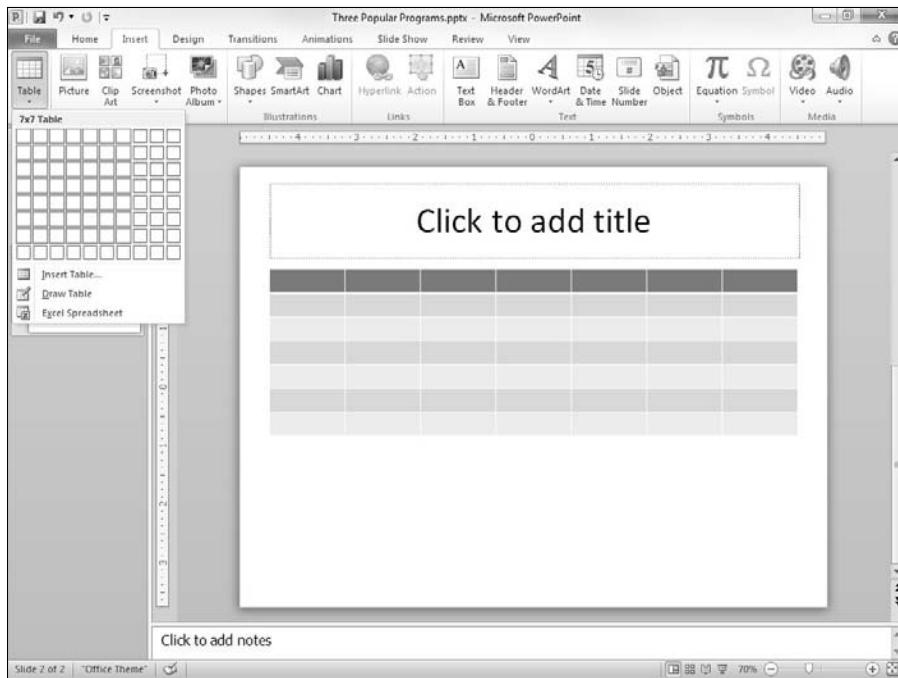 Three Popular Programs.pptx - Microsoft PowerPoint
File Home Insert Design Transitions Animations Slide Show Review View
Table Picture Clip Art Screenshot Photo Album Shapes SmartArt Chart Hyperlink Action Text Box Header & Footer WordArt Date & Time Slide Number Object Equation Symbol Video Audio
Illustrations Links Text Symbols Media
7x7 Table
Insert Table...
Draw Table
Excel Spreadsheet
Click to add title
Click to add notes
Slide 2 of 2 "Office Theme" 70%